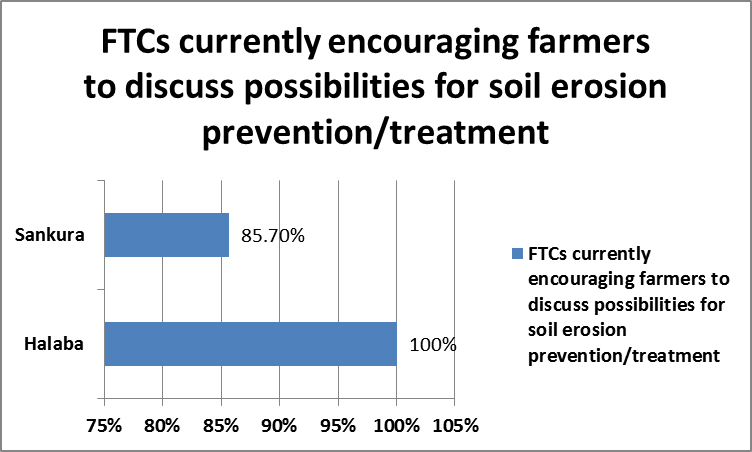 FTCs currently encouraging farmers
to discuss possibilities for soil erosion
prevention/treatment
Sankura
85.70%
Halaba
100%
75% 80% 85% 90% 95% 100% 105%
FTCs currently
encouraging farmers to
discuss possibilities for
soil erosion
prevention/treatment